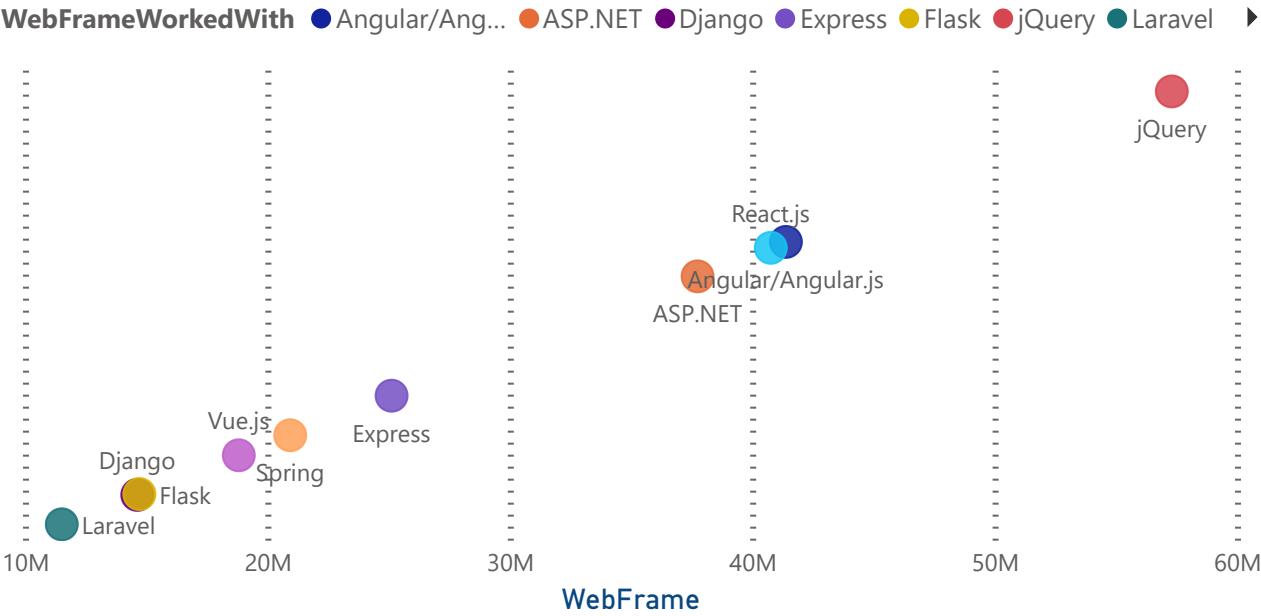 WebFrameWorkedWith Angular/Ang... ASP.NET Django Express Flask jQuery Laravel
jQuery
React.js
Angular/Angular.js
ASP.NET
Vue.js
Express
Django
Spring
Flask
Laravel
10M 20M 30M 40M 50M 60M
WebFrame